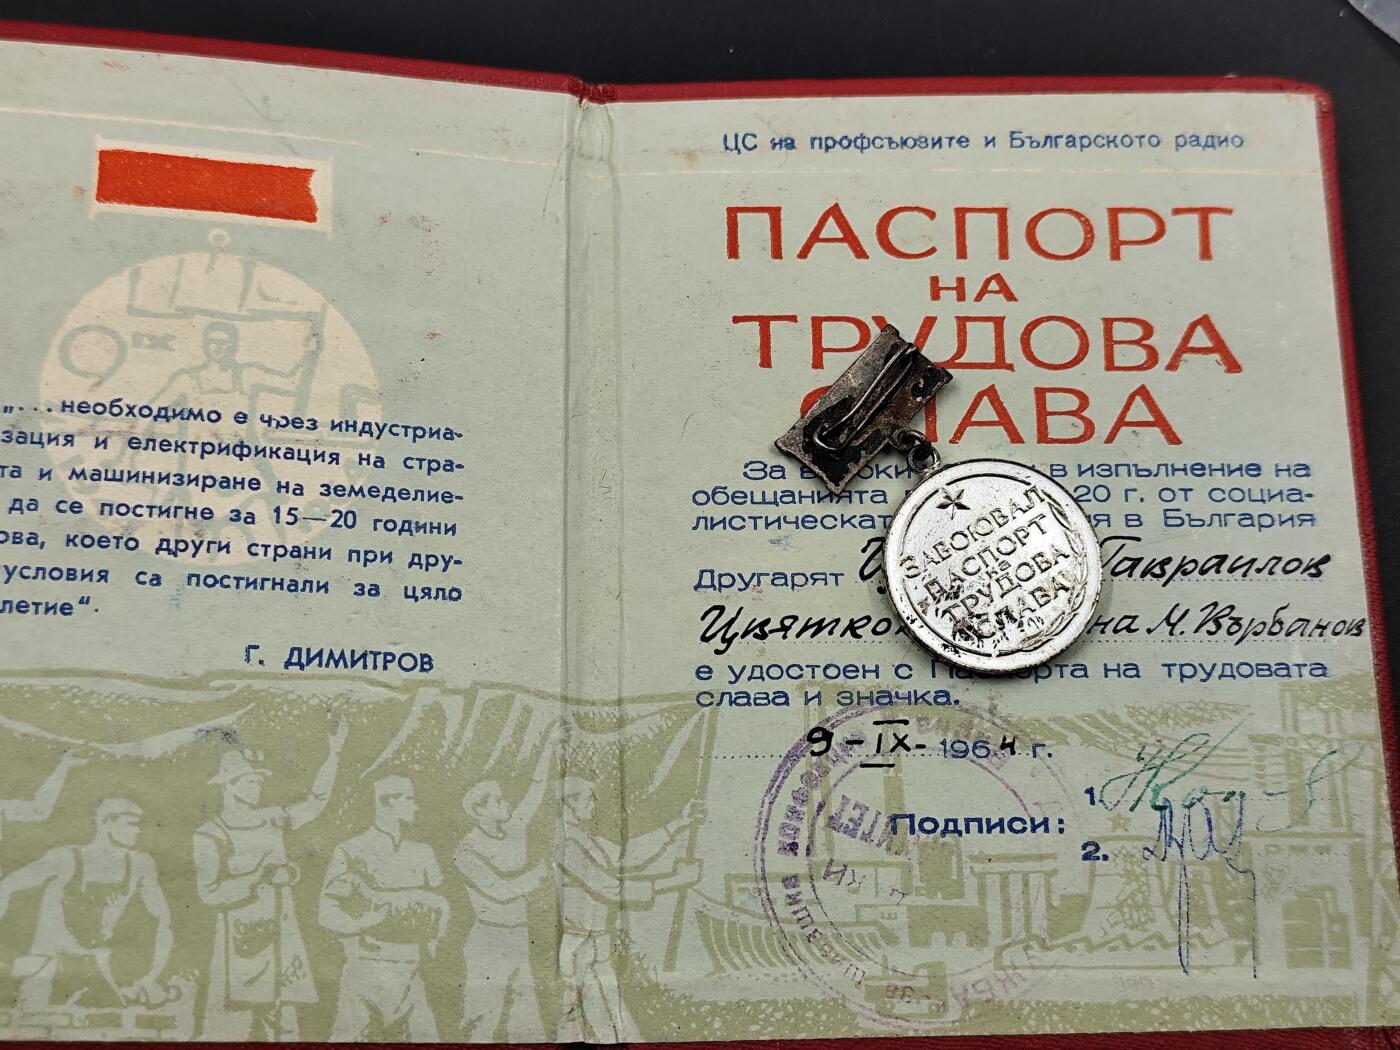 IX
„... необходимо е чрез индустриа-
зация и електрификация на стра-
та и машинизиране на земеделие-
да се постигне за 15—20 години
ова, което други страни при дру-
условия са постигнали за цяло
летие“.
Г. ДИМИТРОВ
ЦС на профсъюзите и Българското радио
ПАСПОРТ
НА
ТРУДОВА
СЛАВА
За в изпълнение на
обещанията 20 г. от социа-
листическат я в България
Другарят Гавраилов
Цвятко на М. Върбанов
е удостоен с Паспорта на трудовата
слава и значка.
9-IX-1964 г.
Подписи:
1.
2.
ЗАВОЮВАЛ
ПАСПОРТ
НА
ТРУДОВА
СЛАВА